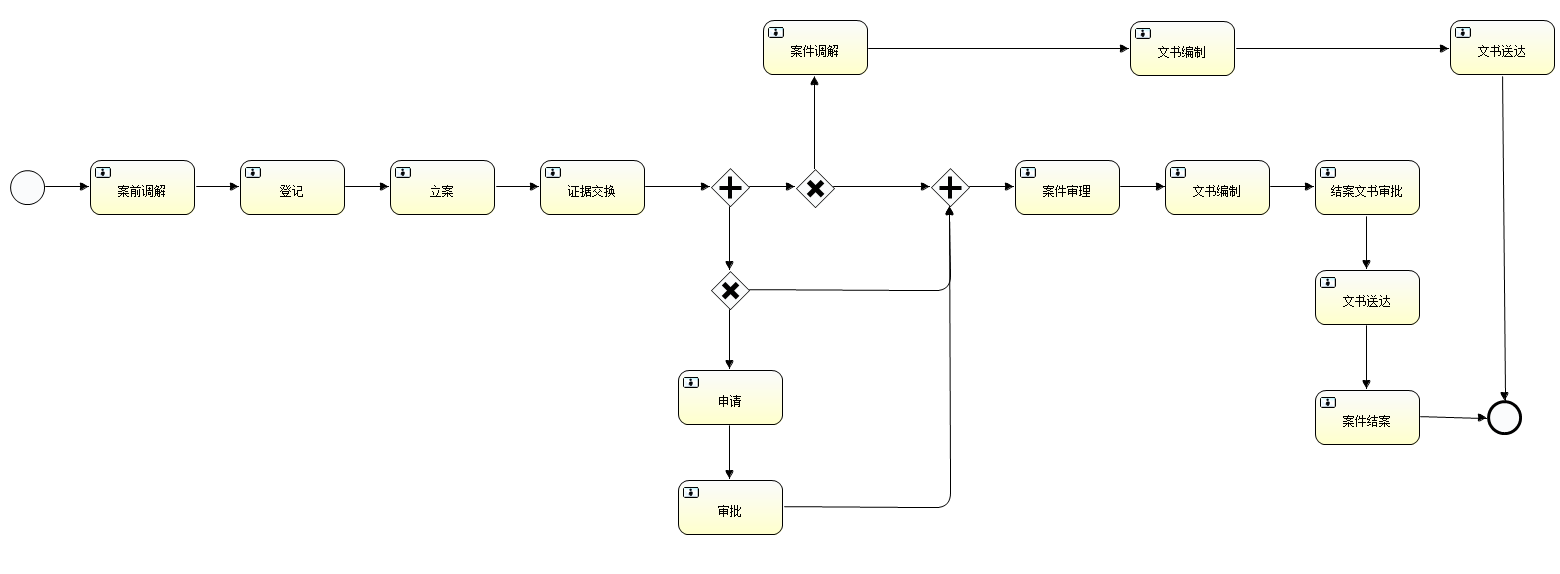 案件调解
文书编制
文书送达
案前调解
登记
立案
证据交换
案件审理
文书编制
结案文书审批
文书送达
申请
案件结案
审批